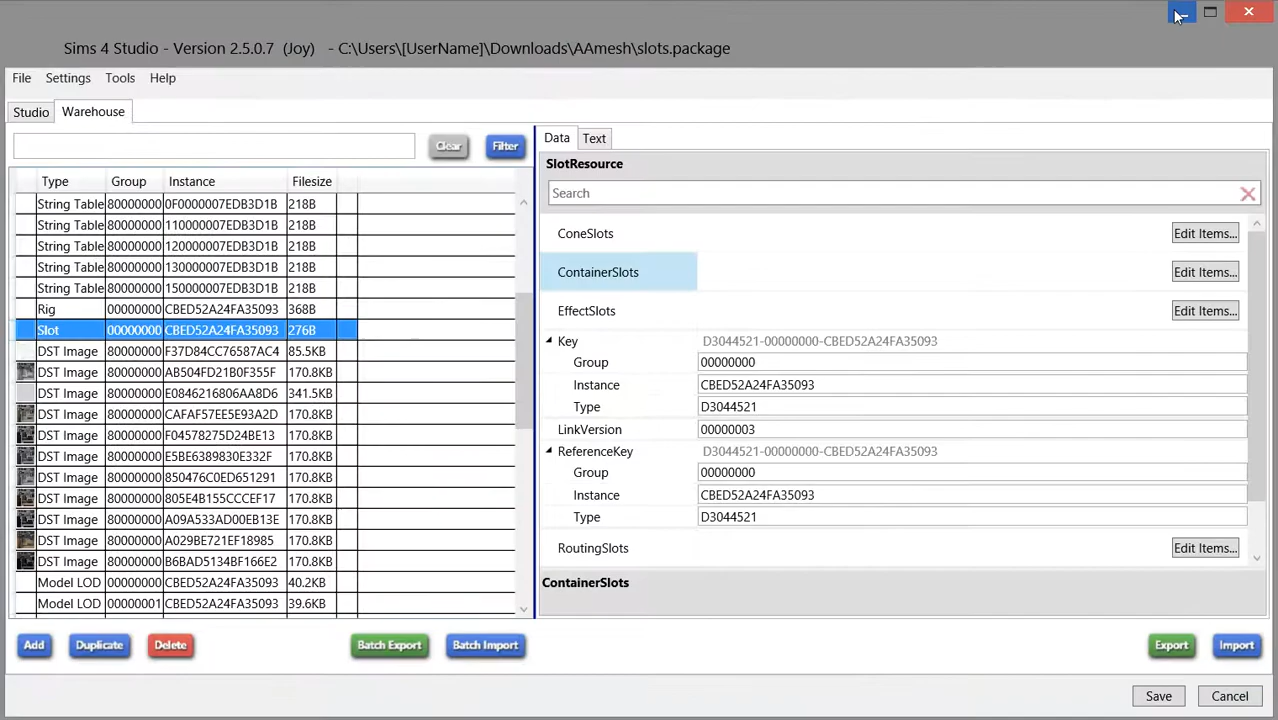 Sims 4 Studio - Version 2.5.0.7 (Joy) - C:\Users\[UserName]\Downloads\AAmesh\slots.package
File Settings Tools Help
Studio Warehouse
Clear Filter
Type Group Instance Filesize
String Table 80000000 0F0000007EDB3D1B 218B
String Table 80000000 110000007EDB3D1B 218B
String Table 80000000 120000007EDB3D1B 218B
String Table 80000000 130000007EDB3D1B 218B
String Table 80000000 150000007EDB3D1B 218B
Rig 00000000 CBED52A24FA35093 368B
Slot 00000000 CBED52A24FA35093 276B
DST Image 80000000 F37D84CC76587AC4 85.5KB
DST Image 80000000 AB504FD21B0F355F 170.8KB
DST Image 80000000 E0846216806AA8D6 341.5KB
DST Image 80000000 CAFAF57EE5E93A2D 170.8KB
DST Image 80000000 F04578275D24BE13 170.8KB
DST Image 80000000 E5BE6389830E332F 170.8KB
DST Image 80000000 850476C0ED651291 170.8KB
DST Image 80000000 805E4B155CCCEF17 170.8KB
DST Image 80000000 A09A533AD00EB13E 170.8KB
DST Image 80000000 A029BE721EF18985 170.8KB
DST Image 80000000 B6BAD5134BF166E2 170.8KB
Model LOD 00000000 CBED52A24FA35093 40.2KB
Model LOD 00000001 CBED52A24FA35093 39.6KB
Add Duplicate Delete Batch Export Batch Import
Data Text
SlotResource
Search
ConeSlots Edit Items...
ContainerSlots Edit Items...
EffectSlots Edit Items...
Key D3044521-00000000-CBED52A24FA35093
Group 00000000
Instance CBED52A24FA35093
Type D3044521
LinkVersion 00000003
ReferenceKey D3044521-00000000-CBED52A24FA35093
Group 00000000
Instance CBED52A24FA35093
Type D3044521
RoutingSlots Edit Items...
ContainerSlots
Export Import
Save Cancel